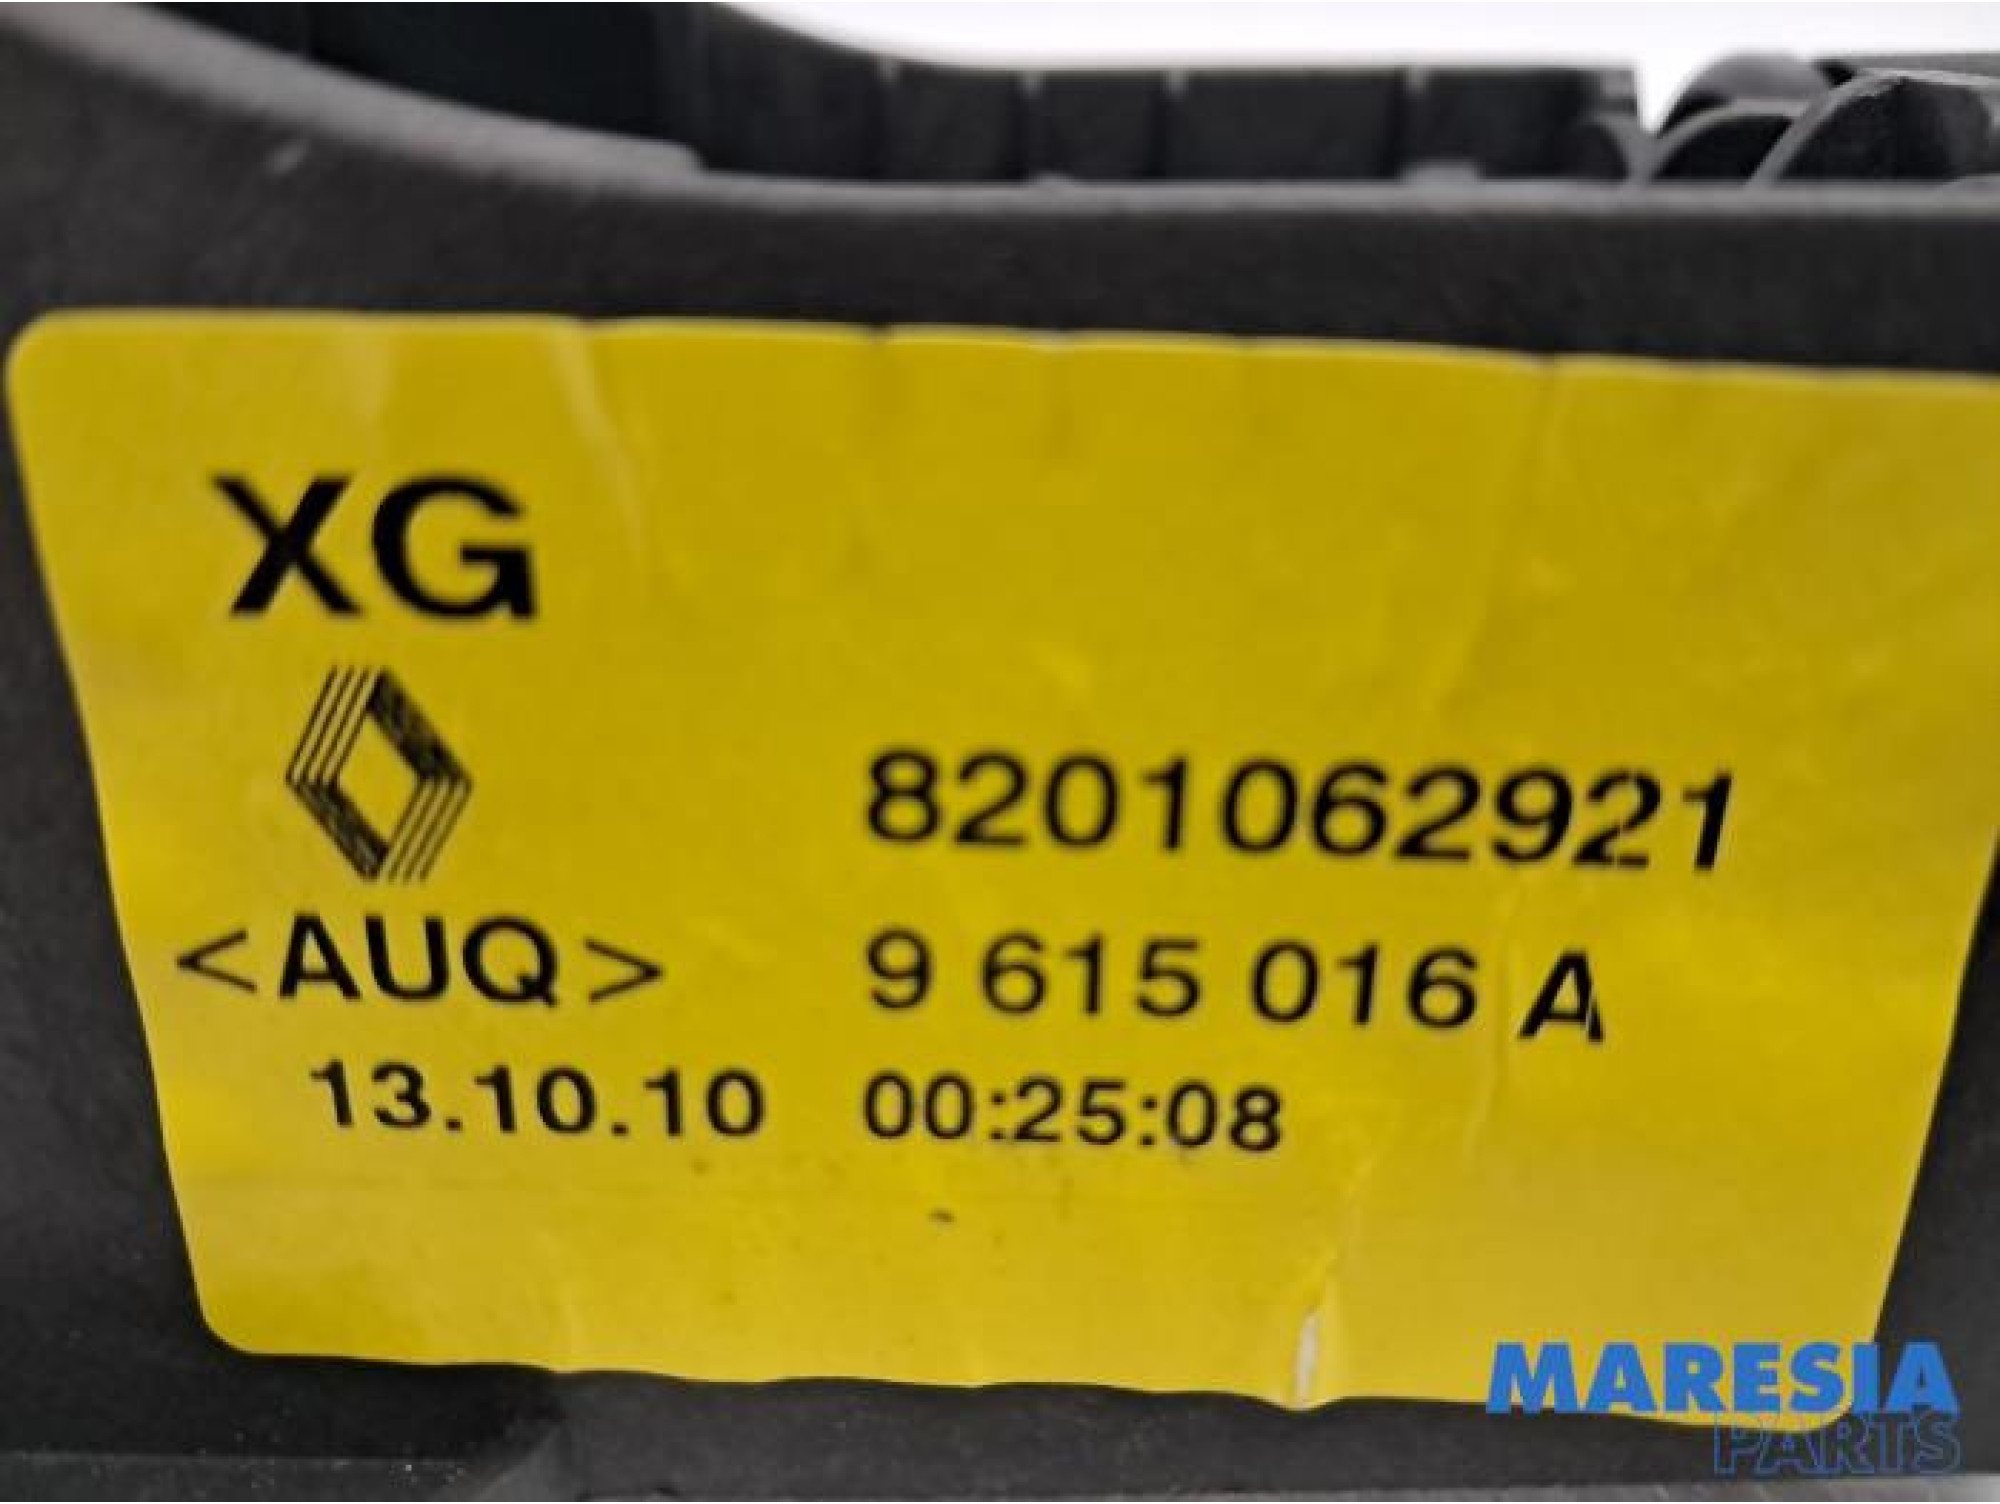 XG
8201062921
<AUQ> 9 615 016 A
13.10.10 00:25:08
MARESIA
PARTS